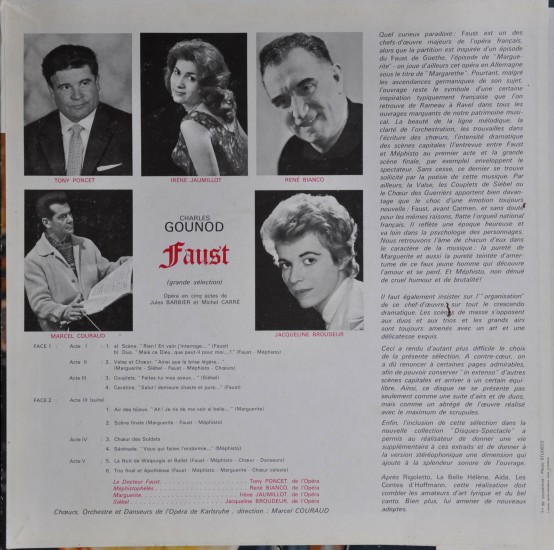 TONY PONCET
IRÈNE JAUMILLOT
RENÉ BIANCO
CHARLES
GOUNOD
Faust
(grande sélection)
Opéra en cinq actes de
Jules BARBIER et Michel CARRÉ
MARCEL COURAUD
JACQUELINE BROUDEUR
FACE 1 : Acte I : 1. a) Scène. "Rien! En vain j'interroge..." (Faust)
b) Duo. "Mais ce Dieu, que peut-il pour moi...?" (Faust - Méphisto)
Acte II : 2. Valse et Chœur. "Ainsi que la brise légère..."
(Marguerite - Siébel - Faust - Méphisto - Chœur)
Acte III : 3. Couplets. "Faites-lui mes aveux..." (Siébel)
4. Cavatine. "Salut! demeure chaste et pure..." (Faust)
FACE 2 : Acte III (suite)
1. Air des bijoux. "Ah! Je ris de me voir si belle..." (Marguerite)
2. Scène finale (Marguerite - Faust - Méphisto)
Acte IV : 3. Chœur des Soldats
4. Sérénade. "Vous qui faites l'endormie..." (Méphisto)
Acte V : 5. La Nuit de Walpurgis et Ballet (Faust - Méphisto - Chœur - Danseurs)
6. Trio final et Apothéose (Faust - Méphisto - Marguerite - Chœur céleste)
Le Docteur Faust Tony PONCET, de l'Opéra
Méphistophélès René BIANCO, de l'Opéra
Marguerite Irène JAUMILLOT, de l'Opéra
Siébel Jacqueline BROUDEUR, de l'Opéra
Chœurs, Orchestre et Danseurs de l'Opéra de Karlsruhe, direction : Marcel COURAUD
Quel curieux paradoxe : Faust est un des
chefs-d'œuvre majeurs de l'opéra français,
alors que la partition est inspirée d'un épisode
du Faust de Goethe, l'épisode de "Margue-
rite" - on joue d'ailleurs cet opéra en Allemagne
sous le titre de "Margarethe". Pourtant, malgré
les ascendances germaniques de son sujet,
l'ouvrage reste le symbole d'une certaine
inspiration typiquement française que l'on
retrouve de Rameau à Ravel dans tous les
ouvrages marquants de notre patrimoine musi-
cal. La beauté de la ligne mélodique, la
clarté de l'orchestration, les trouvailles dans
l'écriture des chœurs, l'intensité dramatique
des scènes capitales (l'entrevue entre Faust
et Méphisto au premier acte et la grande
scène finale, par exemple) enveloppent le
spectateur. Sans cesse, ce dernier se trouve
sollicité par la poésie de cette musique. Par
ailleurs, la Valse, les Couplets de Siébel ou
le Chœur des Guerriers apportent bien davan-
tage que le choc d'une émotion toujours
nouvelle : Faust, avant Carmen, et sans doute
pour les mêmes raisons, flatte l'orgueil national
français. Il reflète une époque heureuse et
va loin dans la psychologie des personnages.
Nous retrouvons l'âme de chacun d'eux dans
le caractère de la musique : la pureté de
Marguerite et aussi la pureté teintée d'amer-
tume de ce faux jeune homme qui découvre
l'amour et se perd. Et Méphisto, non dénué
de cruel humour et de brutalité!
Il faut également insister sur l'"organisation"
de ce chef-d'œuvre, sur tout le crescendo
dramatique. Les scènes de masse s'opposent
aux duos et aux trios et les grands airs
sont toujours amenés avec un art et une
délicatesse exquis.
Ceci a rendu d'autant plus difficile le choix
de la présente sélection. A contre-cœur, on
a dû renoncer à certaines pages admirables,
afin de pouvoir conserver "in extenso" d'autres
scènes capitales et arriver à un certain équi-
libre. Ainsi, ce disque ne se présente pas
seulement comme une suite d'airs et de duos,
mais comme un abrégé de l'œuvre réalisé
avec le maximum de scrupules.
Enfin, l'inclusion de cette sélection dans la
nouvelle collection "Disques-Spectacle" a
permis au réalisateur de donner une vie
supplémentaire à ces extraits et de donner à
la version stéréophonique une dimension qui
ajoute à la splendeur sonore de l'ouvrage.
Après Rigoletto, La Belle Hélène, Aïda, Les
Contes d'Hoffmann, cette réalisation doit
combler les amateurs d'art lyrique et du bel
canto. Bien plus, lui amener de nouveaux
adeptes.